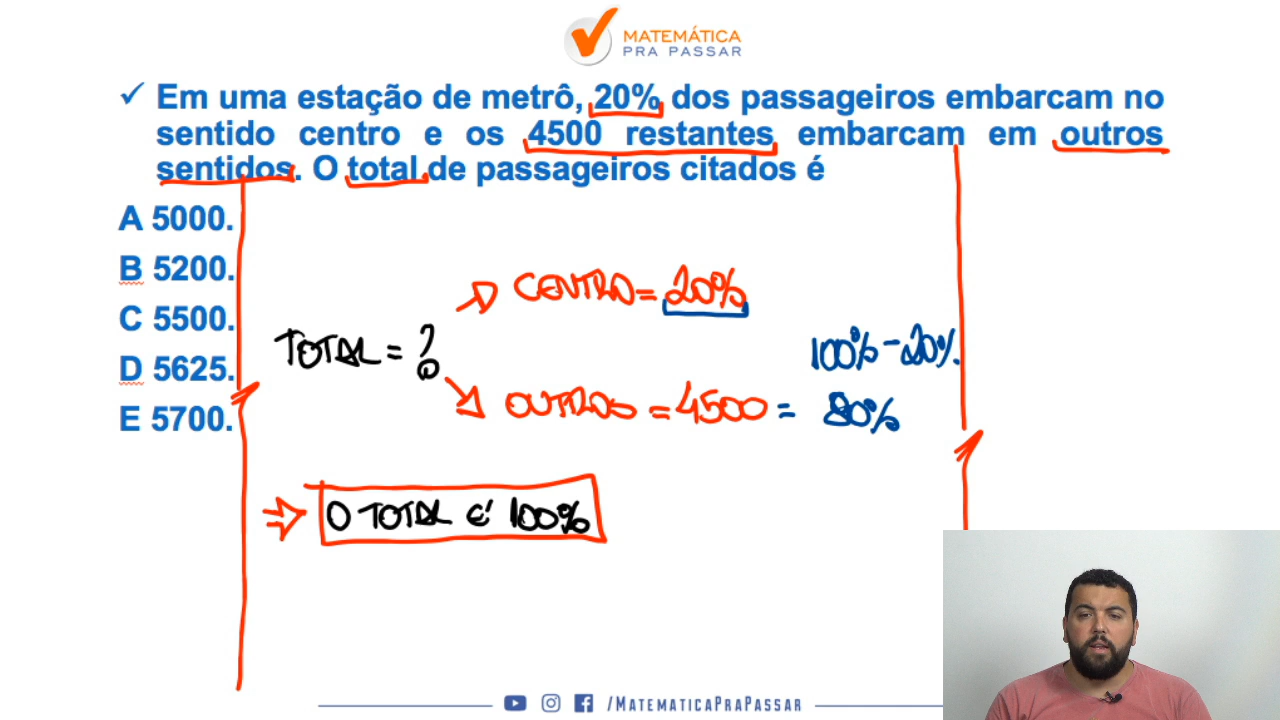 MATEMÁTICA
PRA PASSAR
✓ Em uma estação de metrô, 20% dos passageiros embarcam no
sentido centro e os 4500 restantes embarcam em outros
sentidos. O total de passageiros citados é
A 5000.
B 5200.
C 5500.
D 5625.
E 5700.
CENTRO = 20%
TOTAL = ?
100% - 20%
OUTROS = 4500 = 80%
O TOTAL É 100%
/MATEMATICAPRAPASSAR